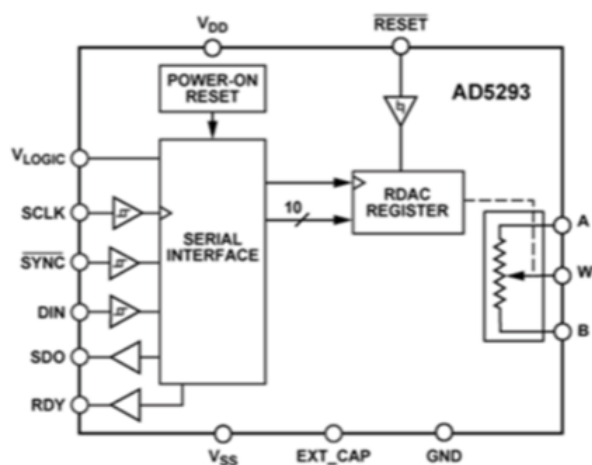 VDD
RESET
POWER-ON
RESET
AD5293
VLOGIC
SCLK
SYNC
DIN
SDO
RDY
SERIAL
INTERFACE
10
RDAC
REGISTER
A
W
B
VSS
EXT_CAP
GND